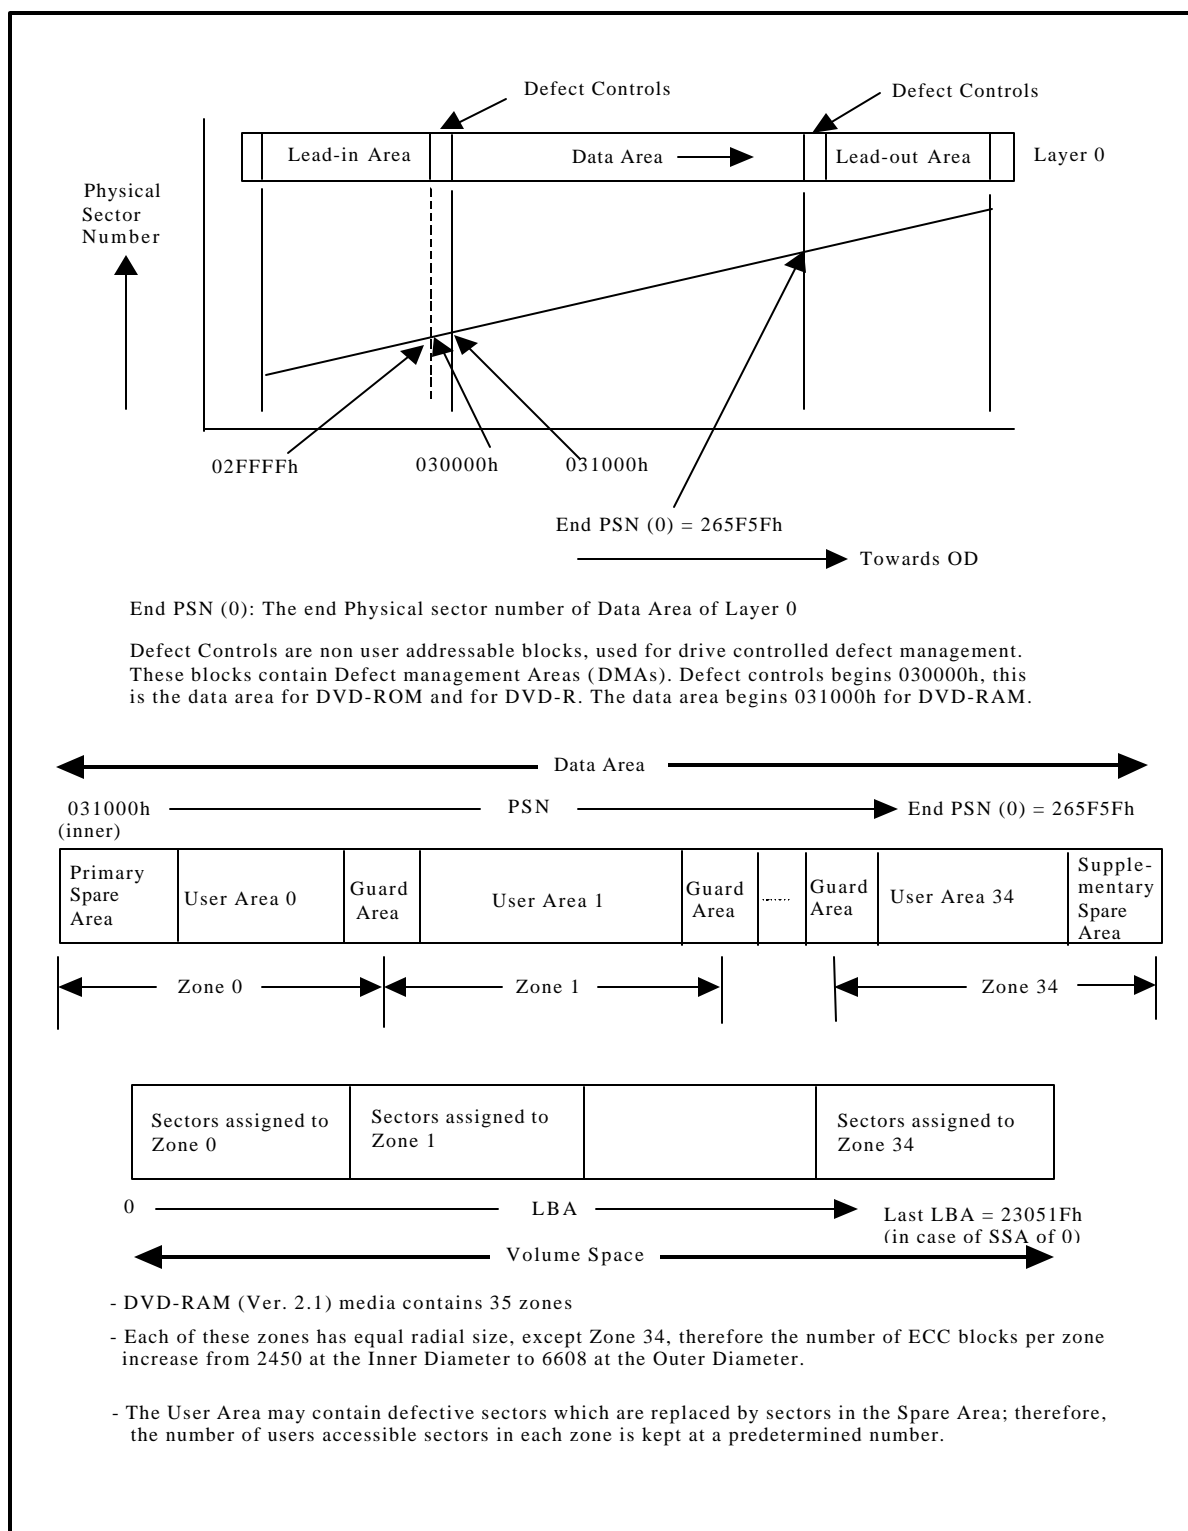 Defect Controls
Defect Controls
Lead-in Area
Data Area
Lead-out Area
Layer 0
Physical
Sector
Number
02FFFFh
030000h
031000h
End PSN (0) = 265F5Fh
Towards OD
End PSN (0): The end Physical sector number of Data Area of Layer 0
Defect Controls are non user addressable blocks, used for drive controlled defect management.
These blocks contain Defect management Areas (DMAs). Defect controls begins 030000h, this
is the data area for DVD-ROM and for DVD-R. The data area begins 031000h for DVD-RAM.
Data Area
031000h
(inner)
PSN
End PSN (0) = 265F5Fh
Primary
Spare
Area
User Area 0
Guard
Area
User Area 1
Guard
Area
......
Guard
Area
User Area 34
Supple-
mentary
Spare
Area
Zone 0
Zone 1
Zone 34
Sectors assigned to
Zone 0
Sectors assigned to
Zone 1
Sectors assigned to
Zone 34
0
LBA
Last LBA = 23051Fh
(in case of SSA of 0)
Volume Space
- DVD-RAM (Ver. 2.1) media contains 35 zones
- Each of these zones has equal radial size, except Zone 34, therefore the number of ECC blocks per zone
increase from 2450 at the Inner Diameter to 6608 at the Outer Diameter.
- The User Area may contain defective sectors which are replaced by sectors in the Spare Area; therefore,
the number of users accessible sectors in each zone is kept at a predetermined number.